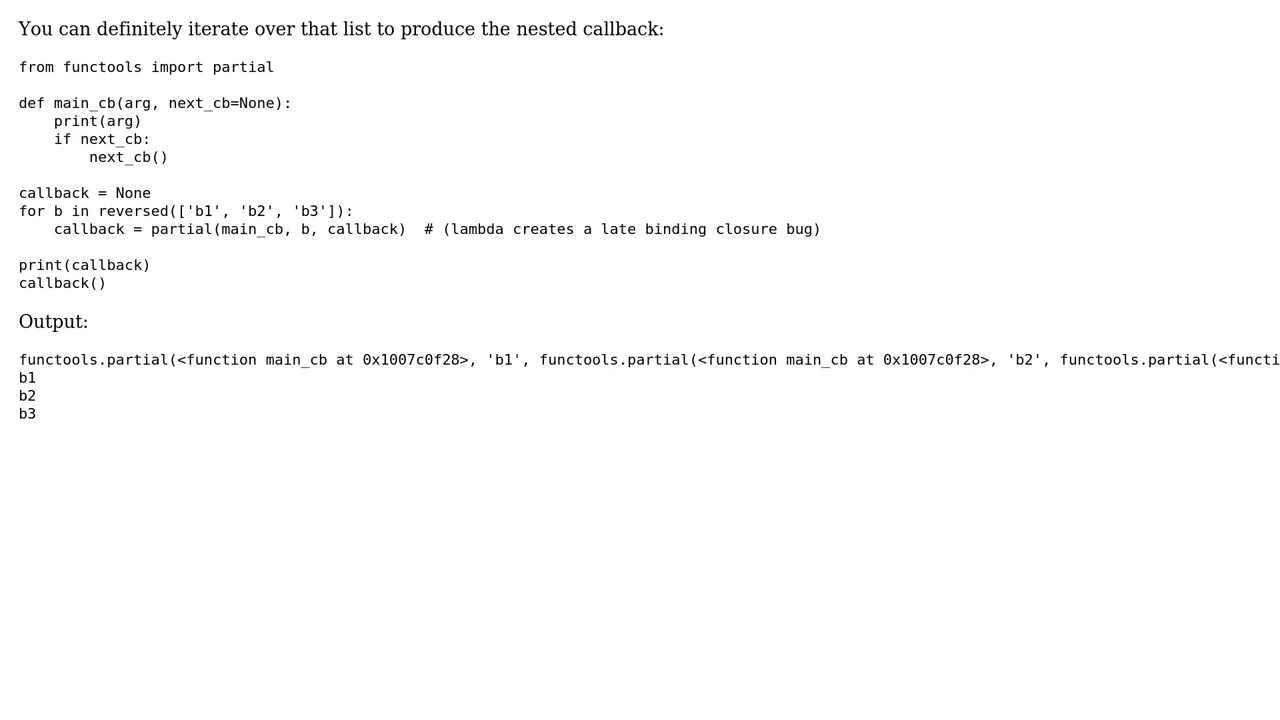 You can definitely iterate over that list to produce the nested callback:
from functools import partial
def main_cb(arg, next_cb=None):
    print(arg)
    if next_cb:
        next_cb()
callback = None
for b in reversed(['b1', 'b2', 'b3']):
    callback = partial(main_cb, b, callback)  # (lambda creates a late binding closure bug)
print(callback)
callback()
Output:
functools.partial(<function main_cb at 0x1007c0f28>, 'b1', functools.partial(<function main_cb at 0x1007c0f28>, 'b2', functools.partial(<functi
b1
b2
b3